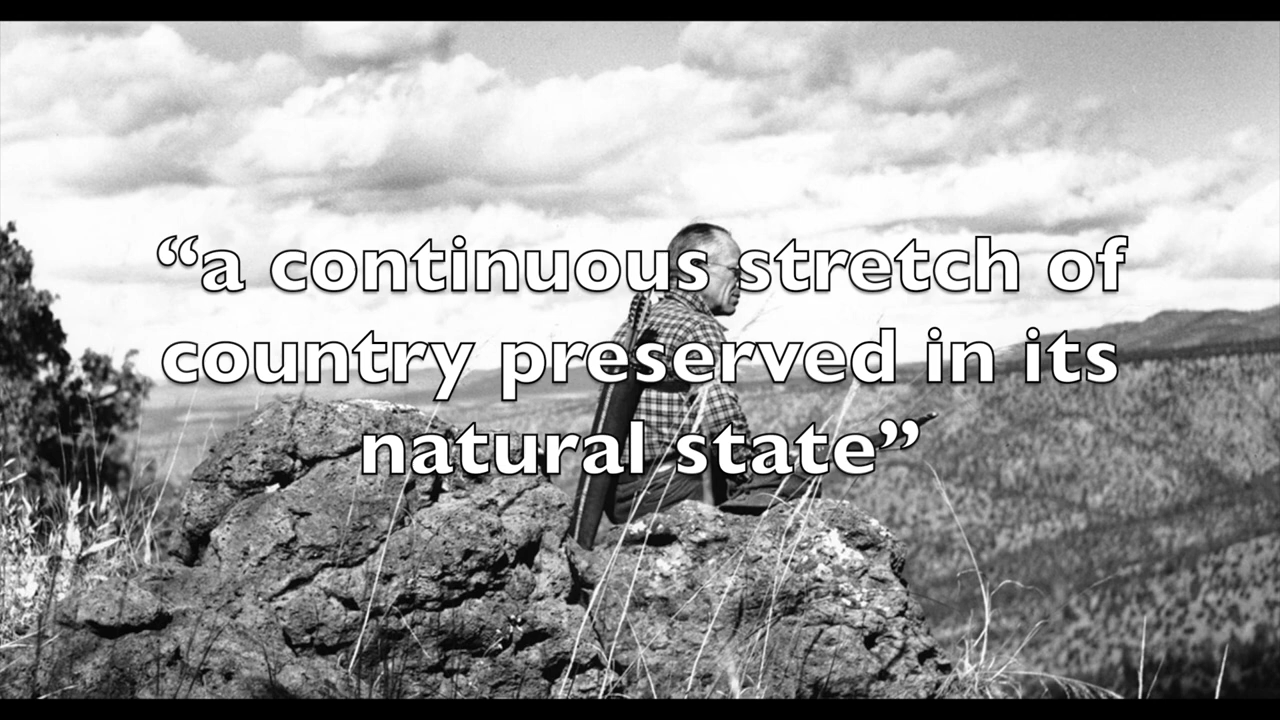 “a continuous stretch of
country preserved in its
natural state”